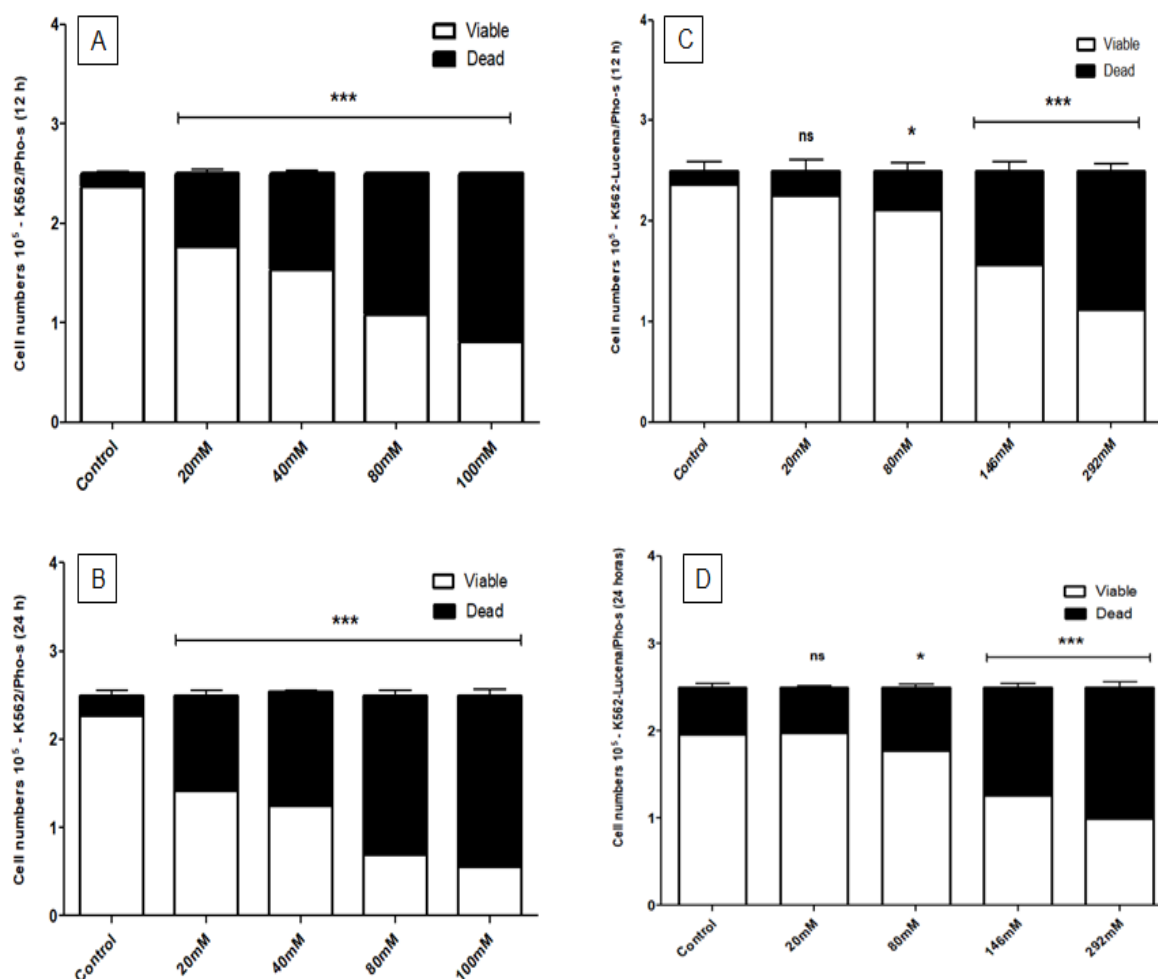 A
Viable
Dead
***
Cell numbers 10⁵ - K562/Pho-s (12 h)
4
3
2
1
0
Control
20mM
40mM
80mM
100mM
C
Viable
Dead
ns
*
***
Cell numbers 10⁵ - K562-Lucena/Pho-s (12 h)
4
3
2
1
0
Control
20mM
80mM
146mM
292mM
B
Viable
Dead
***
Cell numbers 10⁵ - K562/Pho-s (24 h)
4
3
2
1
0
Control
20mM
40mM
80mM
100mM
D
Viable
Dead
ns
*
***
Cell numbers 10⁵ - K562-Lucena/Pho-s (24 horas)
4
3
2
1
0
Control
20mM
80mM
146mM
292mM